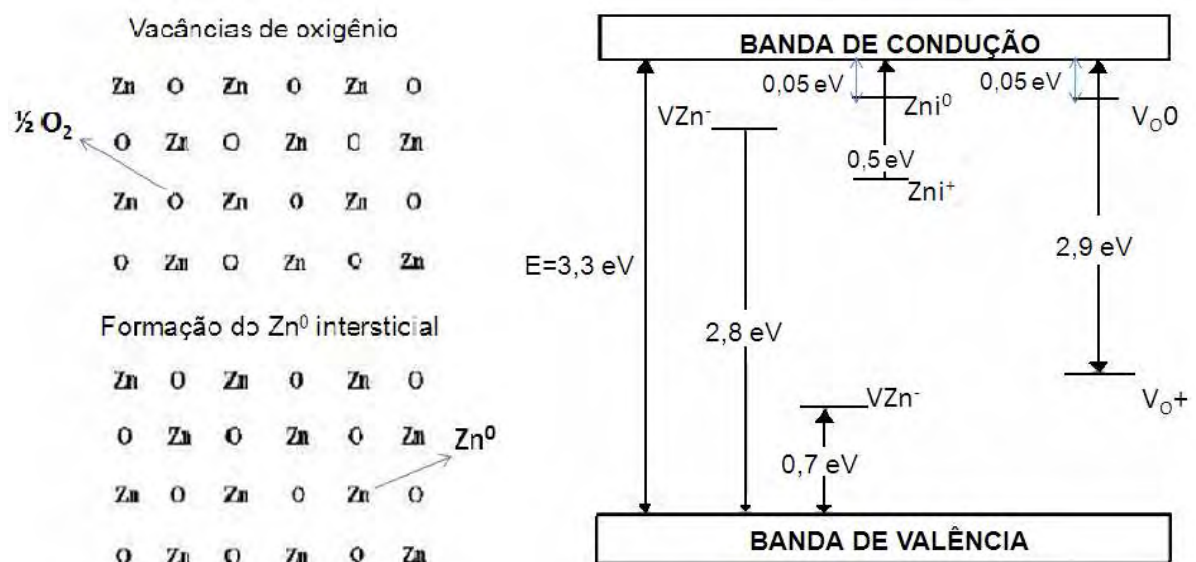 Vacâncias de oxigênio
Zn O Zn O Zn O
½ O₂
O Zn O Zn O Zn
Zn O Zn O Zn O
O Zn O Zn O Zn
Formação do Zn⁰ intersticial
Zn O Zn O Zn O
O Zn O Zn O Zn
Zn⁰
Zn O Zn O Zn O
O Zn O Zn O Zn
BANDA DE CONDUÇÃO
0,05 eV
0,05 eV
VZn⁻
Zni⁰
V₀0
0,5 eV
Zni⁺
E=3,3 eV
2,9 eV
2,8 eV
V₀+
VZn⁻
0,7 eV
BANDA DE VALÊNCIA